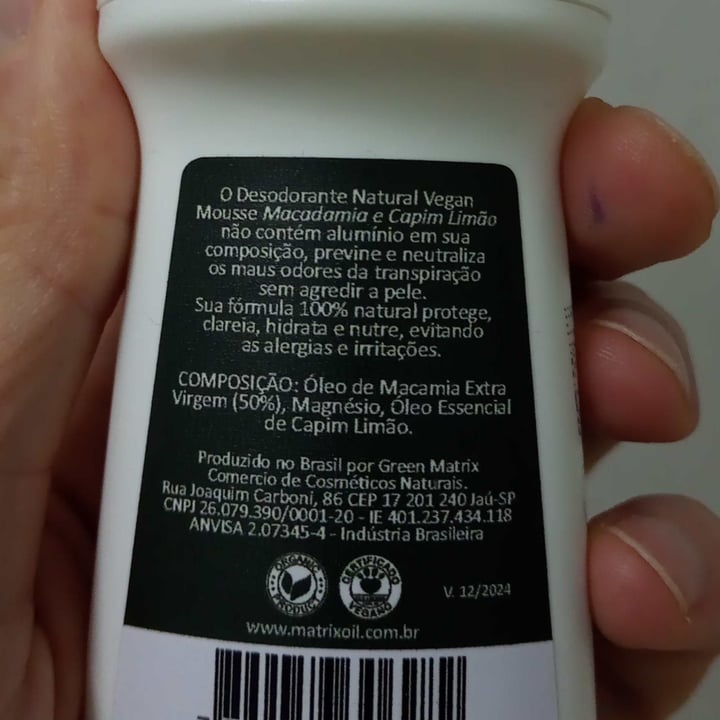 O Desodorante Natural Vegan
Mousse Macadamia e Capim Limão
não contém alumínio em sua
composição, previne e neutraliza
os maus odores da transpiração
sem agredir a pele.
Sua fórmula 100% natural protege,
clareia, hidrata e nutre, evitando
as alergias e irritações.
COMPOSIÇÃO: Óleo de Macamia Extra
Virgem (50%), Magnésio, Óleo Essencial
de Capim Limão.
Produzido no Brasil por Green Matrix
Comercio de Cosméticos Naturais.
Rua Joaquim Carboni, 86 CEP 17 201 240 Jaú-SP
CNPJ 26.079.390/0001-20 - IE 401.237.434.118
ANVISA 2.07345-4 - Indústria Brasileira
ORGANIC
PRODUCT
CERTIFICADO
VEGANO
V. 12/2024
www.matrixoil.com.br